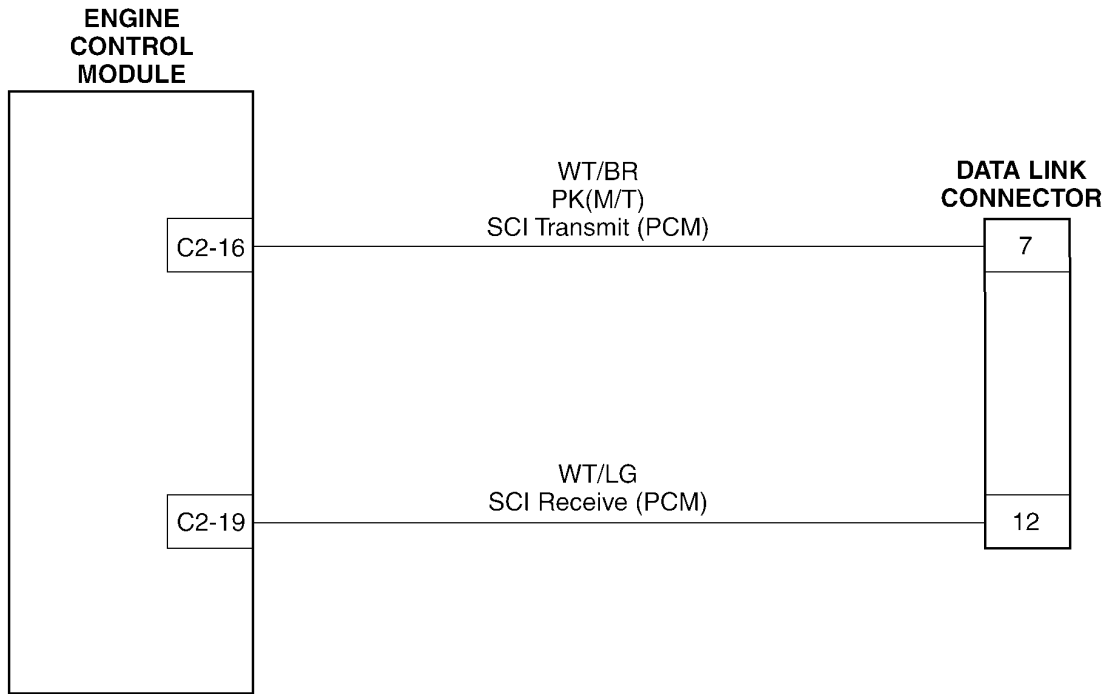 ENGINE
CONTROL
MODULE
WT/BR
PK(M/T)
SCI Transmit (PCM)
DATA LINK
CONNECTOR
C2-16
7
WT/LG
SCI Receive (PCM)
C2-19
12